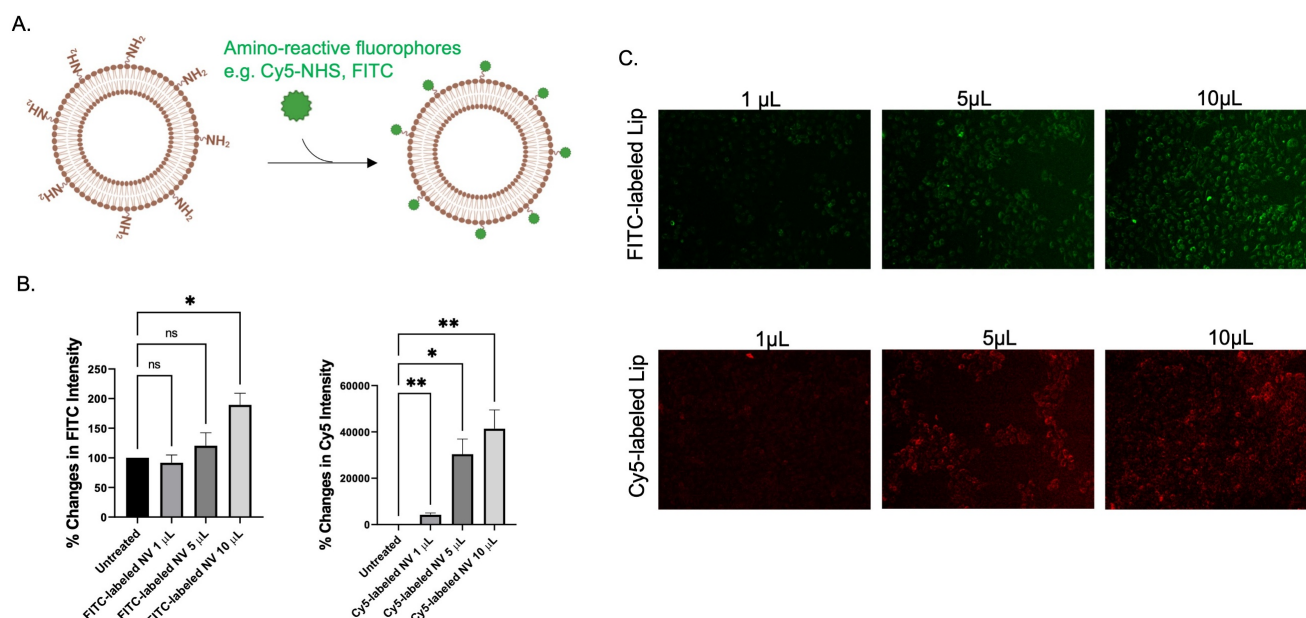 A.
NH₂
NH₂
NH₂
NH₂
NH₂
NH₂
NH₂
NH₂
Amino-reactive fluorophores
e.g. Cy5-NHS, FITC
B.
*
ns
ns
% Changes in FITC Intensity
250
200
150
100
50
0
Untreated
FITC-labeled NV 1 μL
FITC-labeled NV 5 μL
FITC-labeled NV 10 μL
**
*
**
% Changes in Cy5 Intensity
60000
40000
20000
0
Untreated
Cy5-labeled NV 1 μL
Cy5-labeled NV 5 μL
Cy5-labeled NV 10 μL
C.
1 μL
5μL
10 μL
FITC-labeled Lip
1μL
5μL
10μL
Cy5-labeled Lip